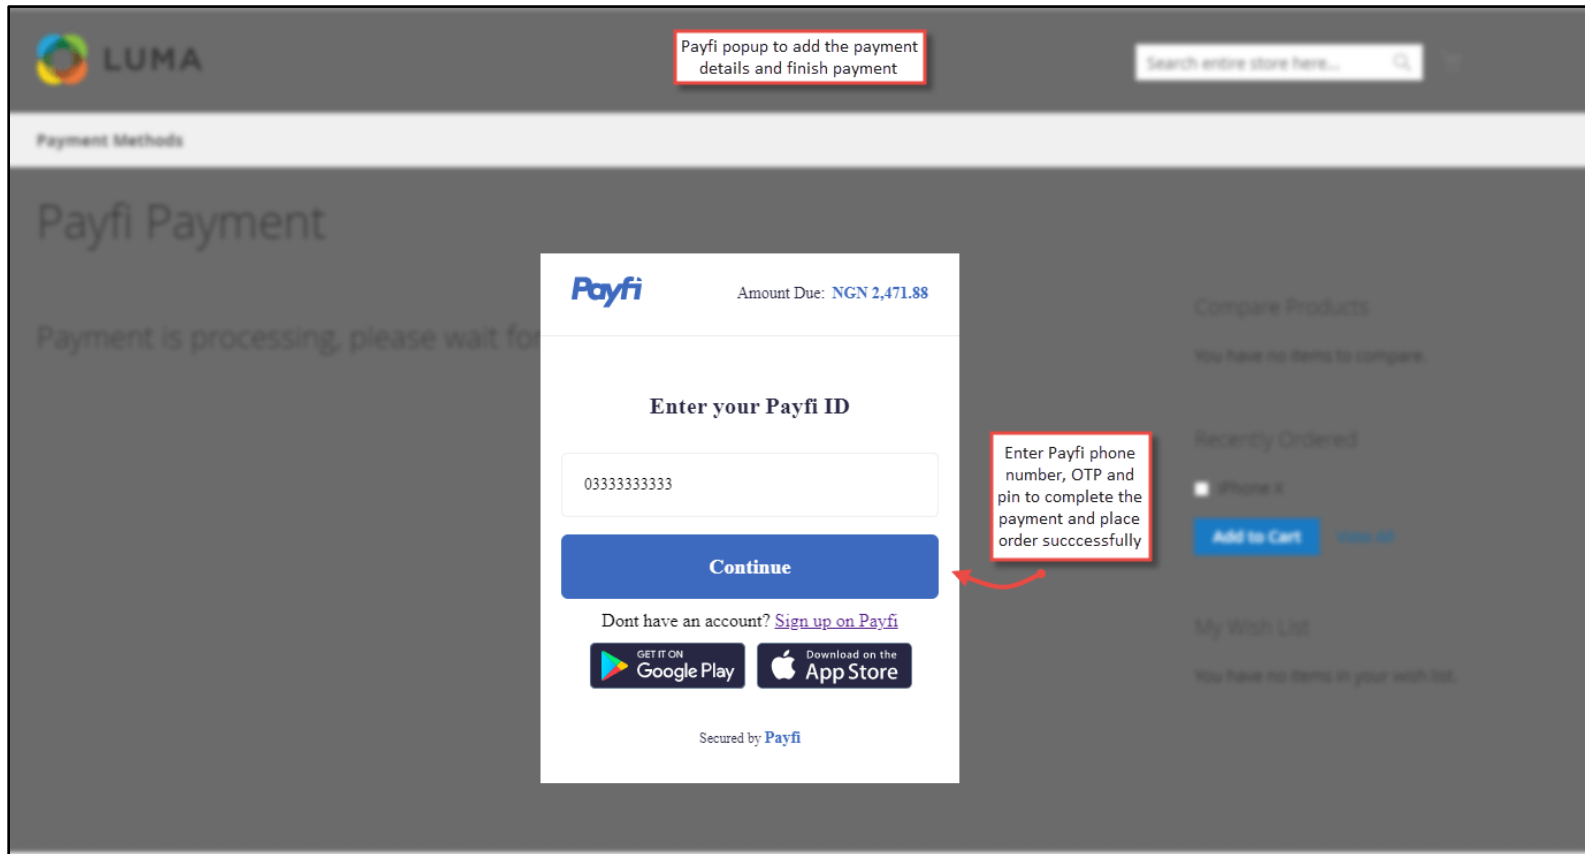 LUMA
Payfi popup to add the payment
details and finish payment
Search entire store here...
Payment Methods
Payfi Payment
Payment is processing, please wait for
Payfi
Amount Due: NGN 2,471.88
Enter your Payfi ID
03333333333
Continue
Dont have an account? Sign up on Payfi
GET IT ON
Google Play
Download on the
App Store
Secured by Payfi
Enter Payfi phone
number, OTP and
pin to complete the
payment and place
order succcessfully
Compare Products
You have no items to compare.
Recently Ordered
iPhone X
Add to Cart
View All
My Wish List
You have no items in your wish list.